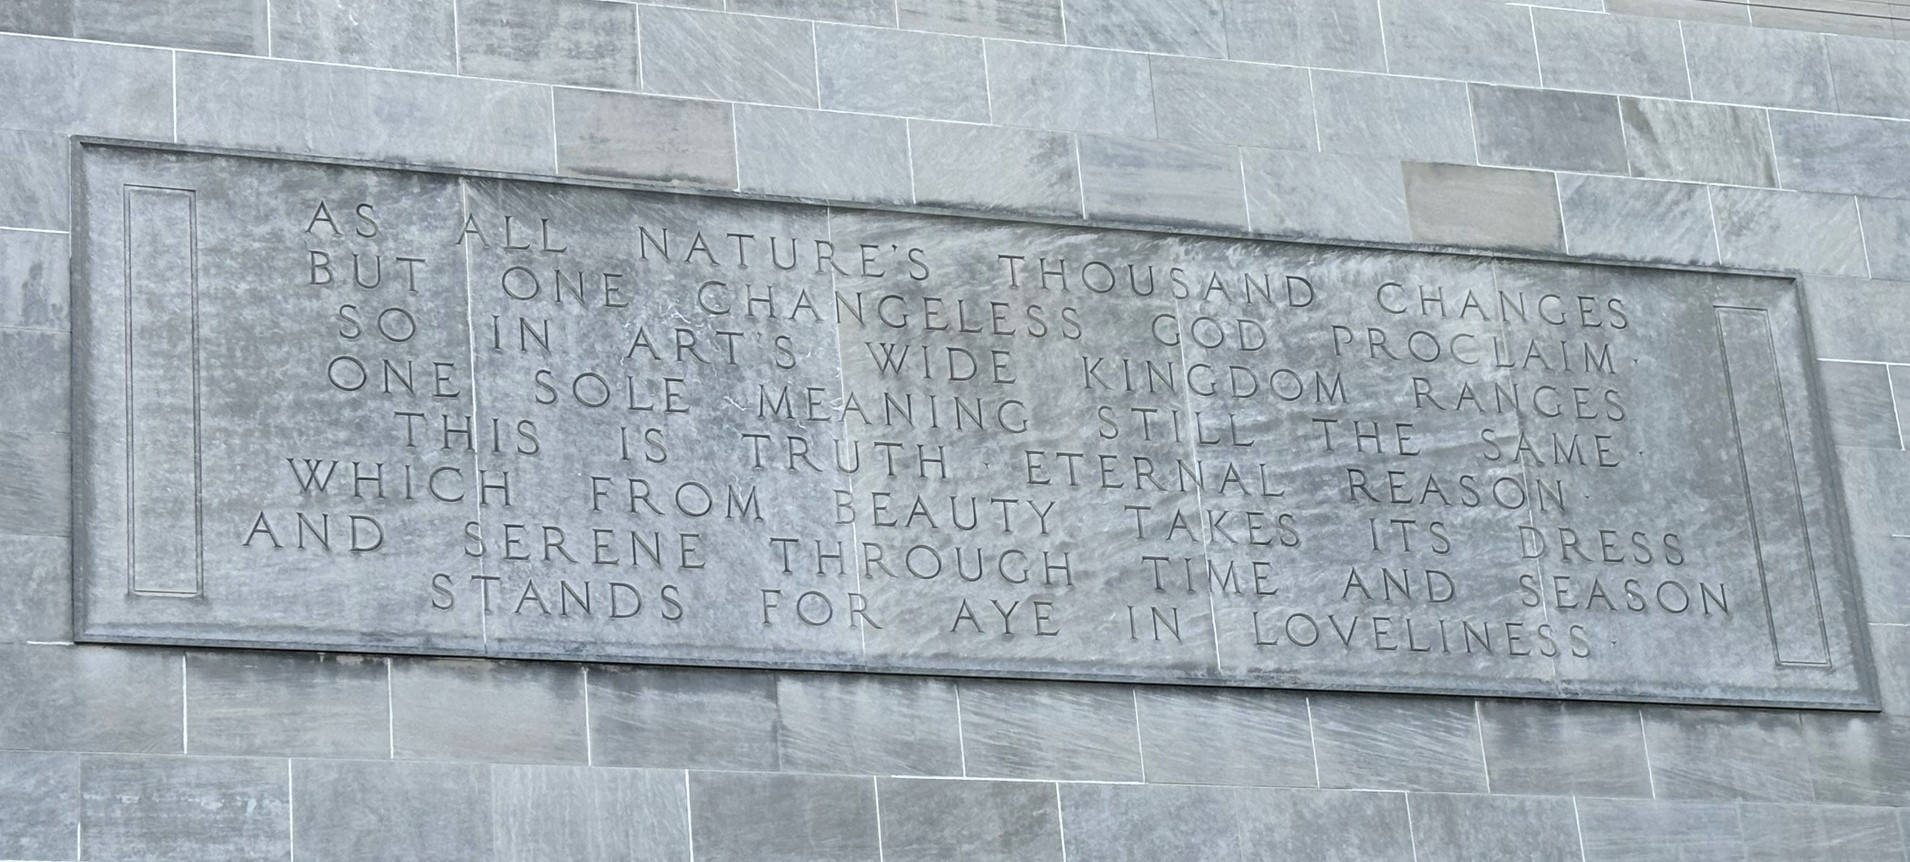 AS ALL NATURE'S THOUSAND CHANGES
BUT ONE CHANGELESS GOD PROCLAIM·
SO IN ART'S WIDE KINGDOM RANGES
ONE SOLE MEANING STILL THE SAME·
THIS IS TRUTH · ETERNAL REASON·
WHICH FROM BEAUTY TAKES ITS DRESS
AND SERENE THROUGH TIME AND SEASON
STANDS FOR AYE IN LOVELINESS·